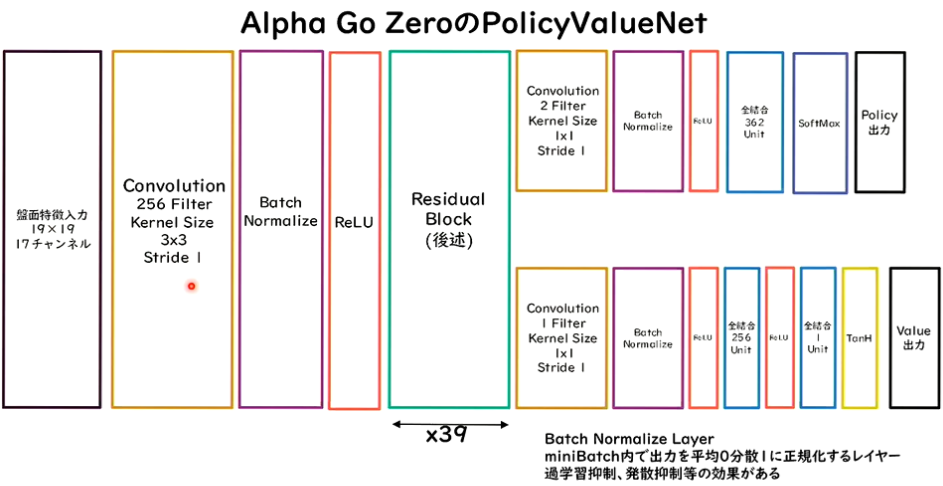 Alpha Go ZeroのPolicyValueNet
盤面特徴入力
19×19
17チャンネル
Convolution
256 Filter
Kernel Size
3x3
Stride 1
Batch
Normalize
ReLU
Residual
Block
(後述)
x39
Convolution
2 Filter
Kernel Size
1x1
Stride 1
Batch
Normalize
ReLU
全結合
362
Unit
SoftMax
Policy
出力
Convolution
1 Filter
Kernel Size
1x1
Stride 1
Batch
Normalize
ReLU
全結合
256
Unit
ReLU
全結合
1
Unit
TanH
Value
出力
Batch Normalize Layer
miniBatch内で出力を平均0分散1に正規化するレイヤー
過学習抑制、発散抑制等の効果がある